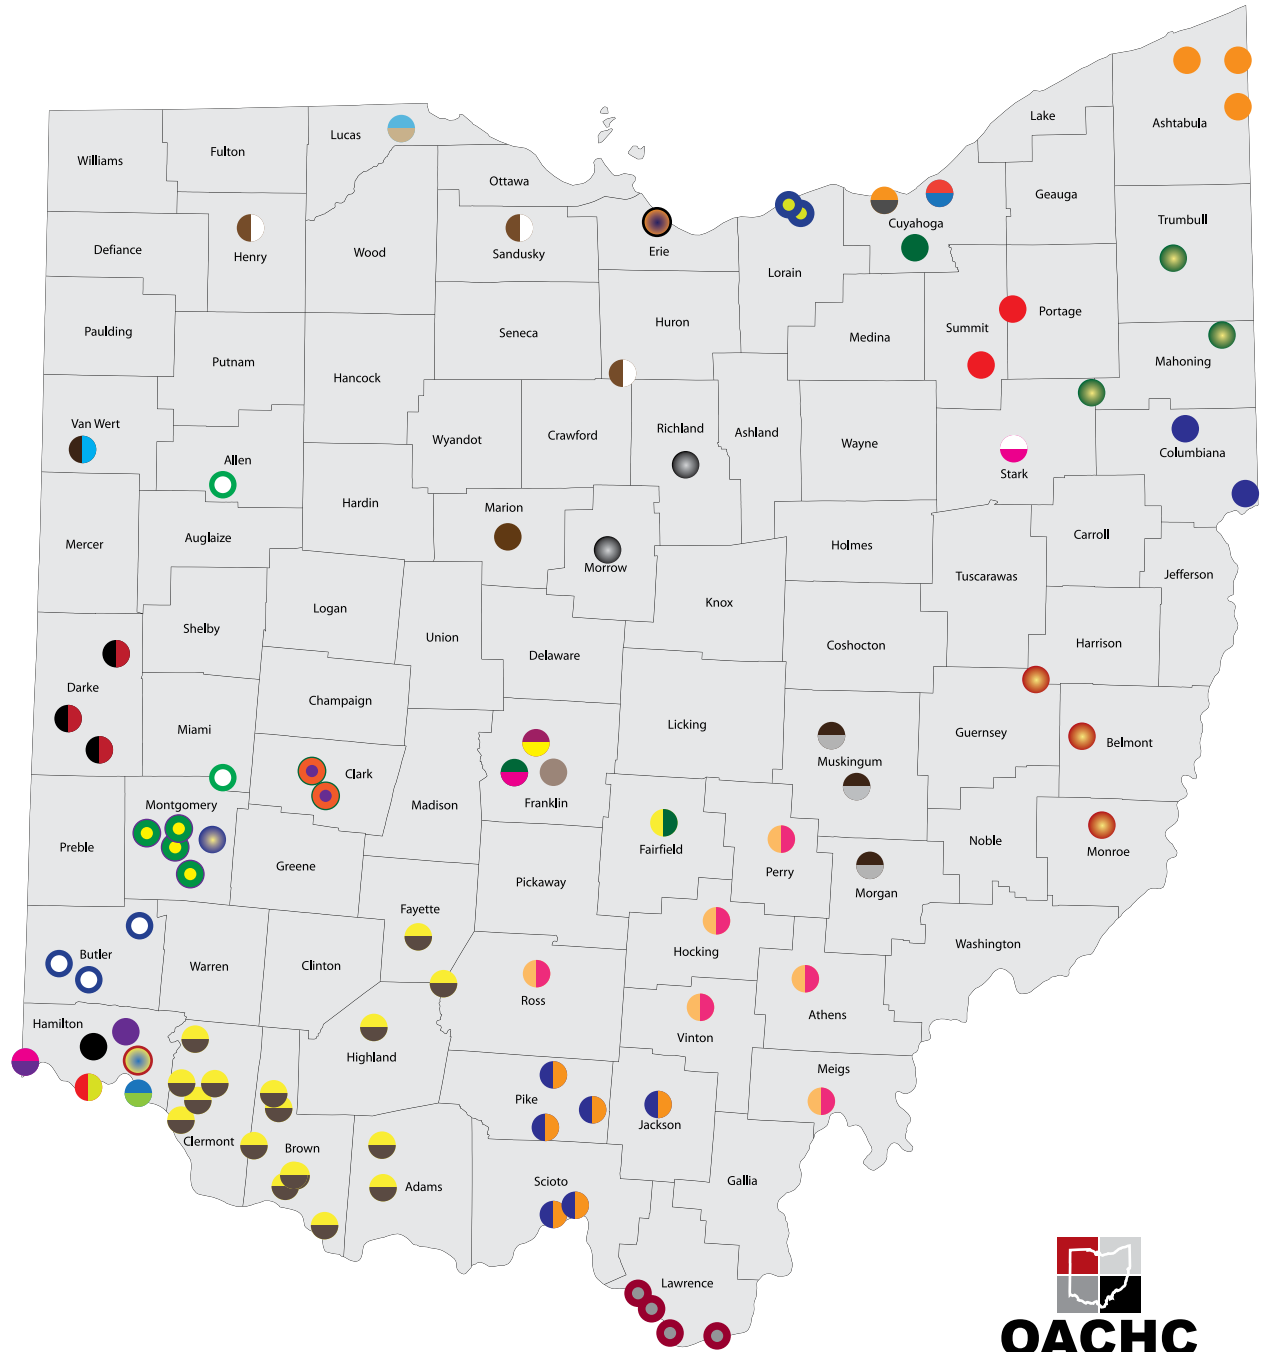 Lake
Ashtabula
Lucas
Fulton
Williams
Ottawa
Geauga
Trumbull
Cuyahoga
Defiance
Henry
Wood
Sandusky
Erie
Lorain
Portage
Paulding
Seneca
Huron
Medina
Summit
Mahoning
Putnam
Hancock
Van Wert
Wyandot
Crawford
Richland
Ashland
Wayne
Stark
Columbiana
Allen
Hardin
Marion
Mercer
Auglaize
Morrow
Holmes
Carroll
Tuscarawas
Jefferson
Logan
Knox
Shelby
Union
Delaware
Coshocton
Harrison
Darke
Champaign
Miami
Licking
Guernsey
Belmont
Muskingum
Clark
Montgomery
Madison
Franklin
Preble
Fairfield
Noble
Monroe
Greene
Perry
Pickaway
Morgan
Fayette
Butler
Warren
Clinton
Hocking
Washington
Ross
Hamilton
Vinton
Athens
Highland
Meigs
Pike
Jackson
Clermont
Brown
Adams
Scioto
Gallia
Lawrence
OACHC